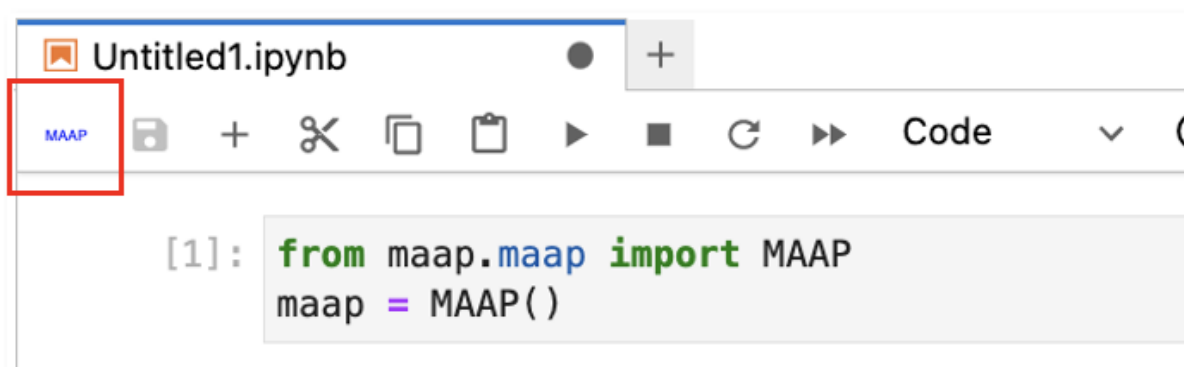 Untitled1.ipynb
MAAP Code
[1]: from maap.maap import MAAP
maap = MAAP()